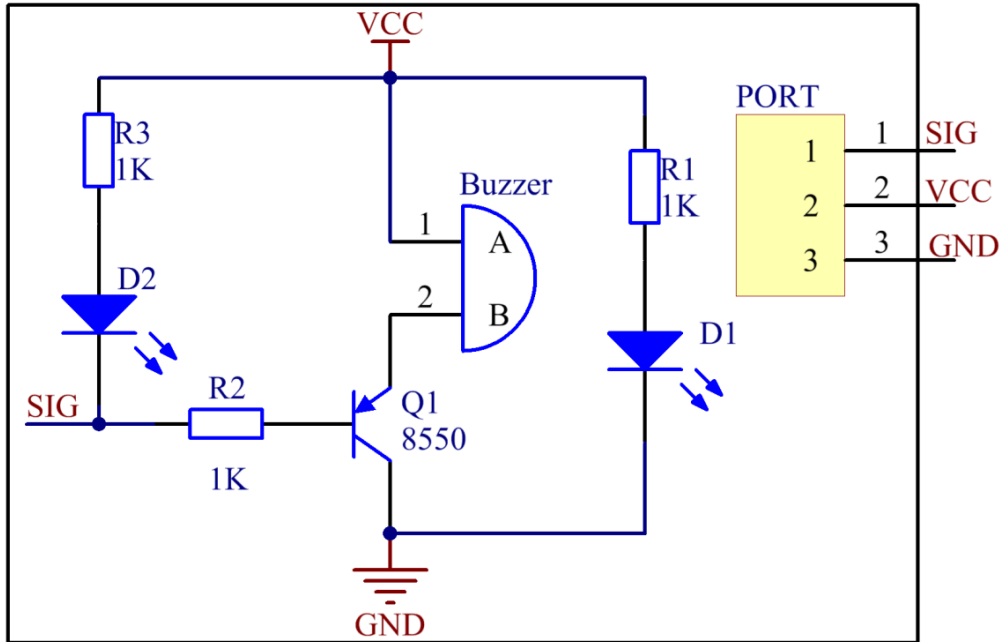 VCC
R3
1K
D2
SIG
R2
1K
Buzzer
1
A
2
B
Q1
8550
GND
R1
1K
D1
PORT
1 1 SIG
2 2 VCC
3 3 GND